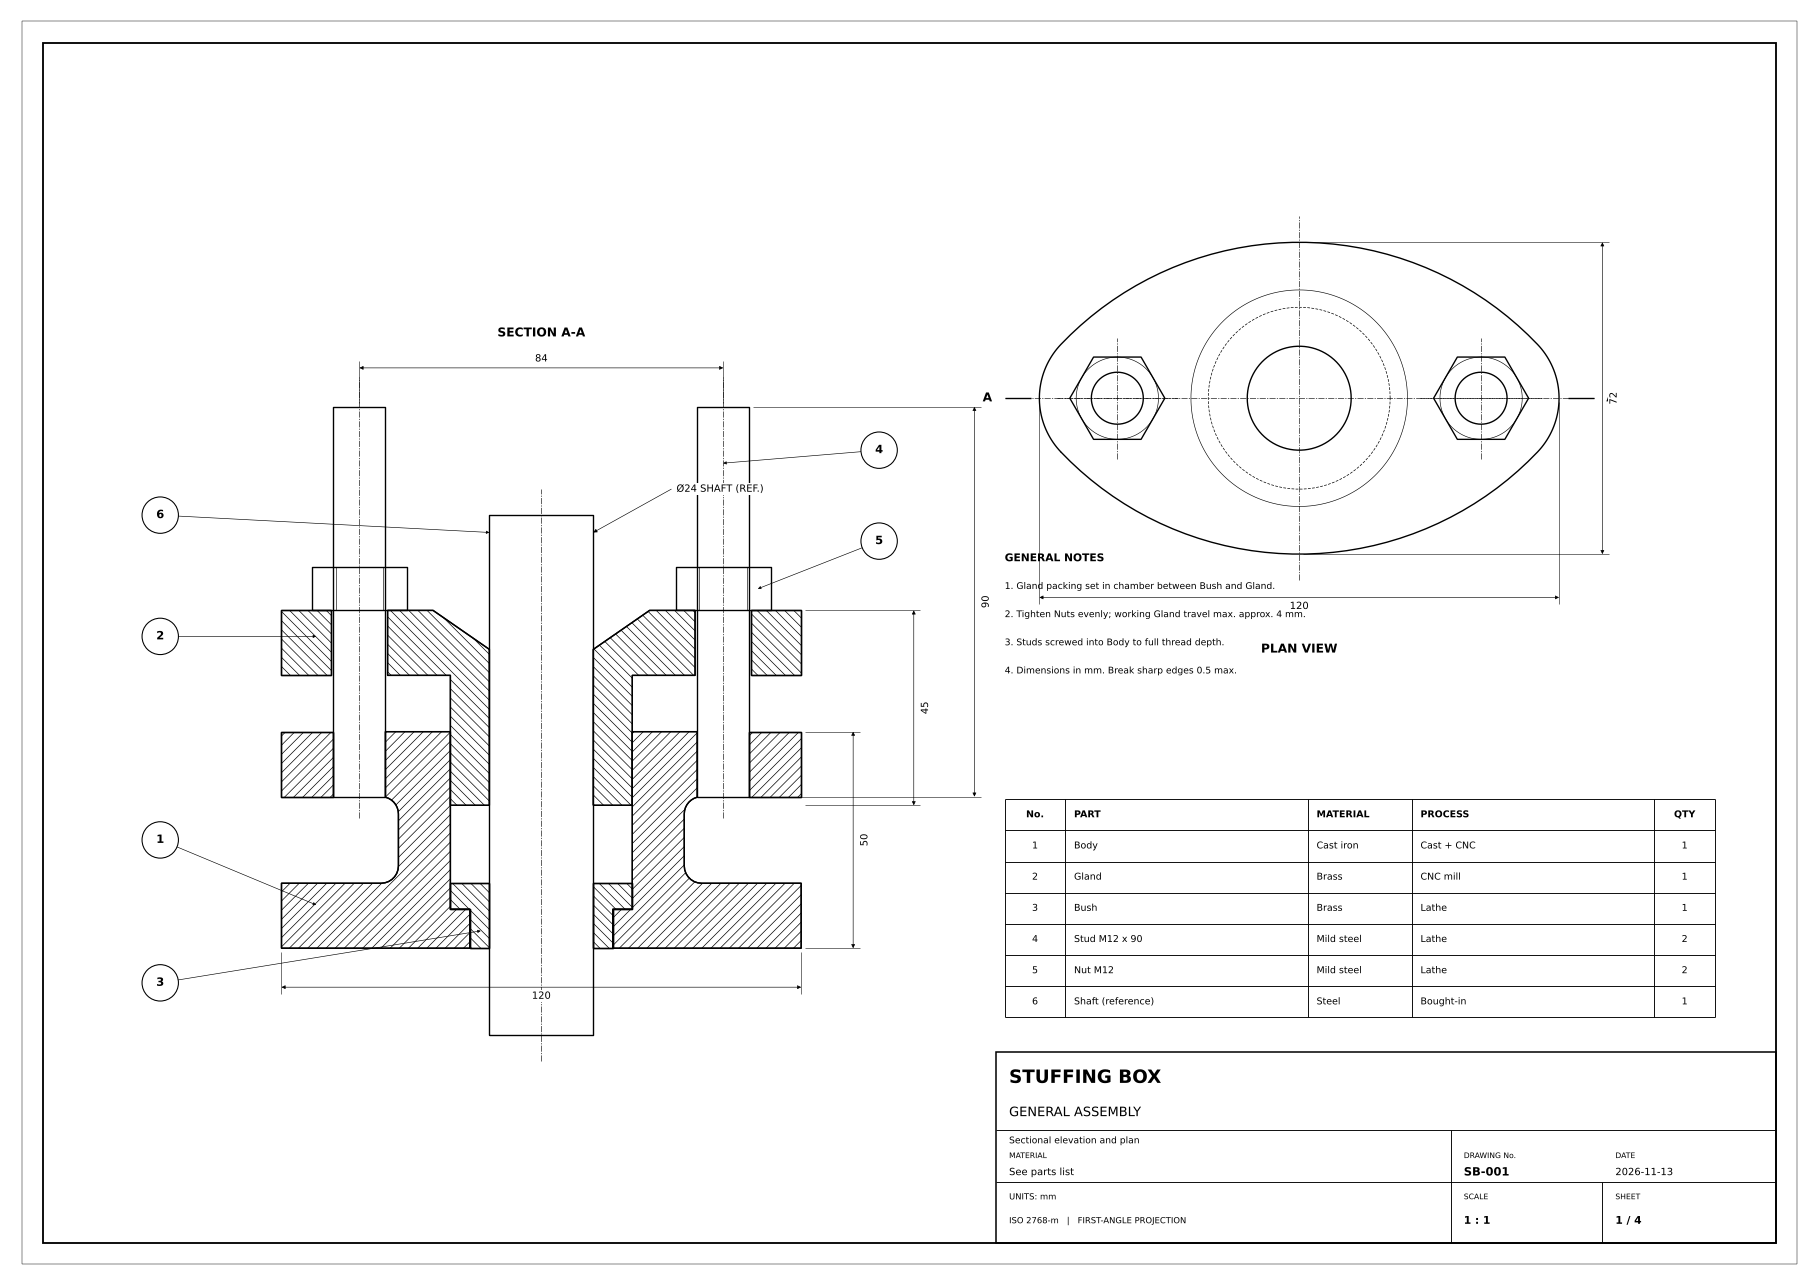 SECTION A-A
84
6
4
Ø24 SHAFT (REF.)
5
2
1
3
90
45
50
120
A
72
120
PLAN VIEW
GENERAL NOTES
1. Gland packing set in chamber between Bush and Gland.
2. Tighten Nuts evenly; working Gland travel max. approx. 4 mm.
3. Studs screwed into Body to full thread depth.
4. Dimensions in mm. Break sharp edges 0.5 max.
No. PART MATERIAL PROCESS QTY
1 Body Cast iron Cast + CNC 1
2 Gland Brass CNC mill 1
3 Bush Brass Lathe 1
4 Stud M12 x 90 Mild steel Lathe 2
5 Nut M12 Mild steel Lathe 2
6 Shaft (reference) Steel Bought-in 1
STUFFING BOX
GENERAL ASSEMBLY
Sectional elevation and plan
MATERIAL
See parts list
DRAWING No.
SB-001
DATE
2026-11-13
UNITS: mm
ISO 2768-m | FIRST-ANGLE PROJECTION
SCALE
1 : 1
SHEET
1 / 4